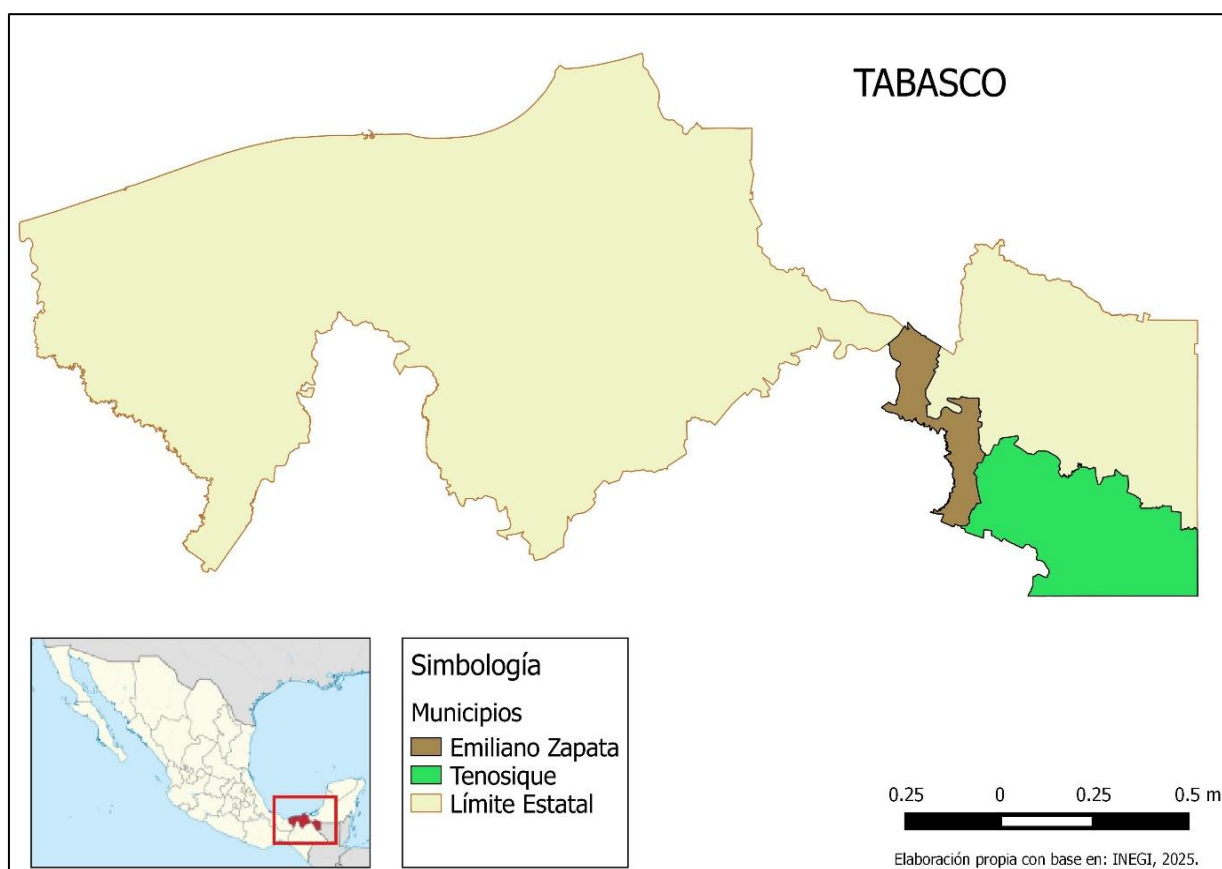 TABASCO
Simbología
Municipios
Emiliano Zapata
Tenosique
Límite Estatal
0.25 0 0.25 0.5 m
Elaboración propia con base en: INEGI, 2025.